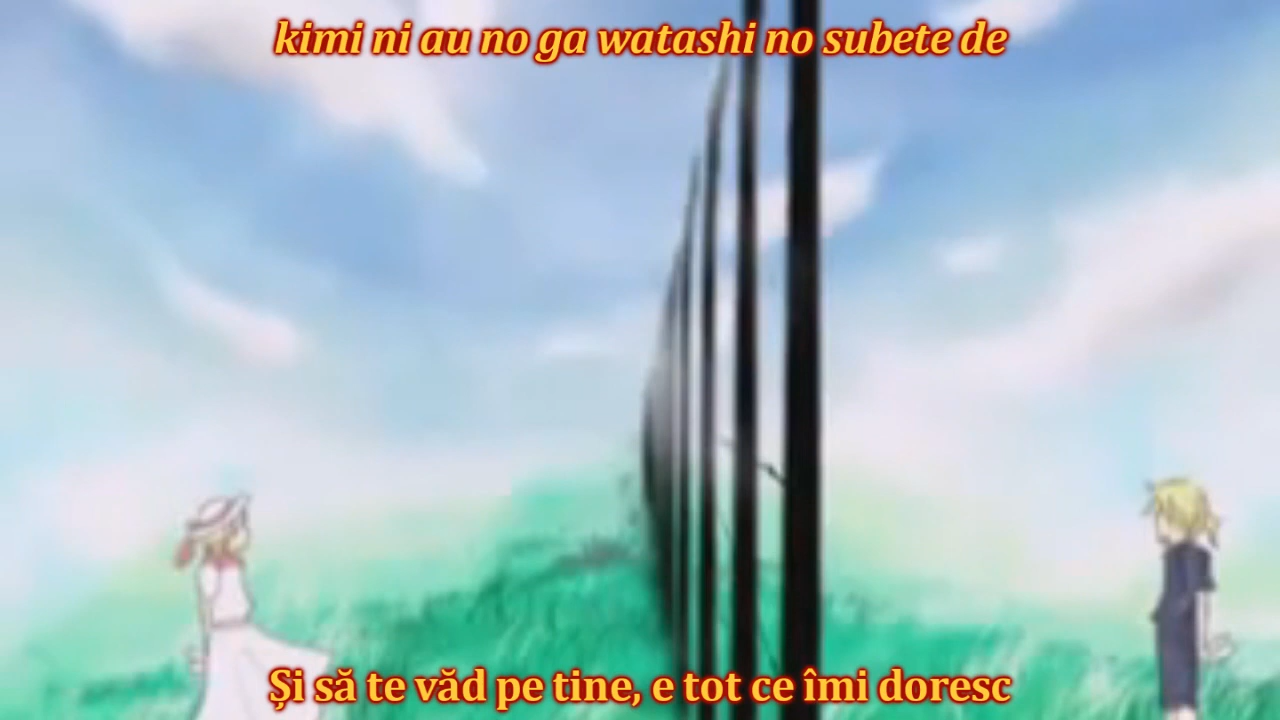 kimi ni au no ga watashi no subete de
Și să te văd pe tine, e tot ce îmi doresc